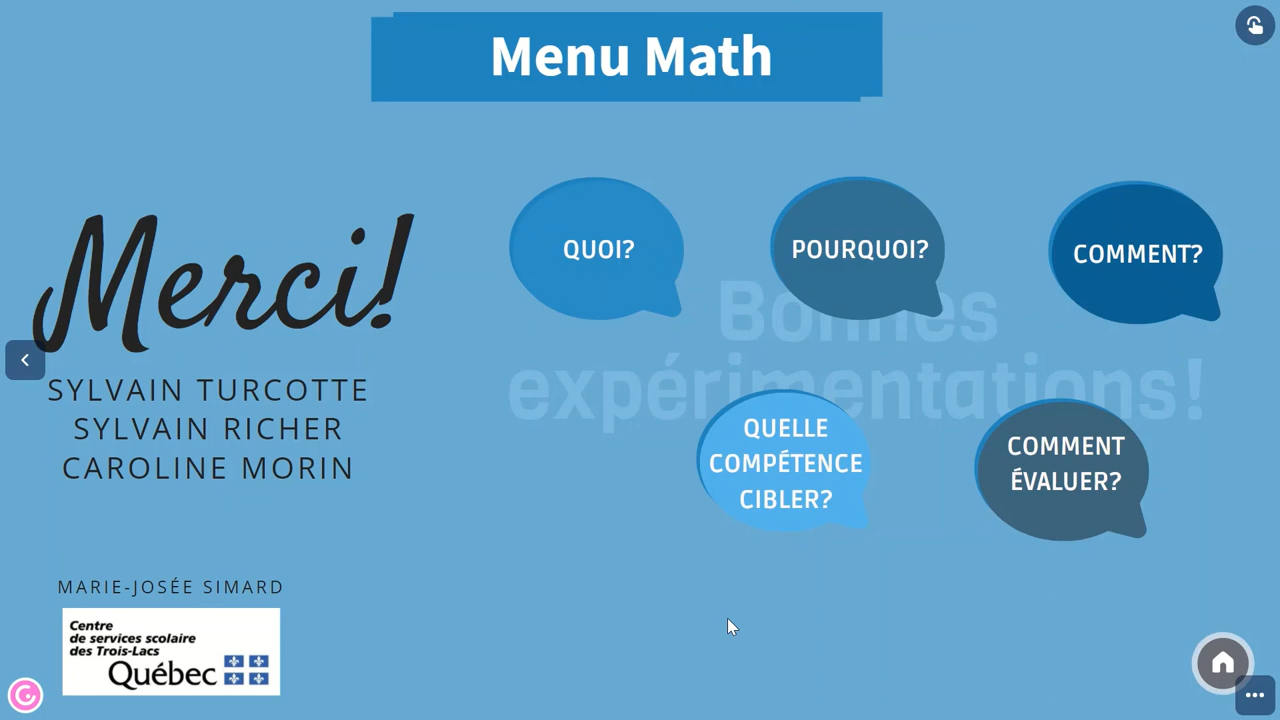 Menu Math
Merci!
SYLVAIN TURCOTTE
SYLVAIN RICHER
CAROLINE MORIN
QUOI?
POURQUOI?
COMMENT?
Bonnes
expérimentations!
QUELLE
COMPÉTENCE
CIBLER?
COMMENT
ÉVALUER?
MARIE-JOSÉE SIMARD
Centre
de services scolaire
des Trois-Lacs
Québec